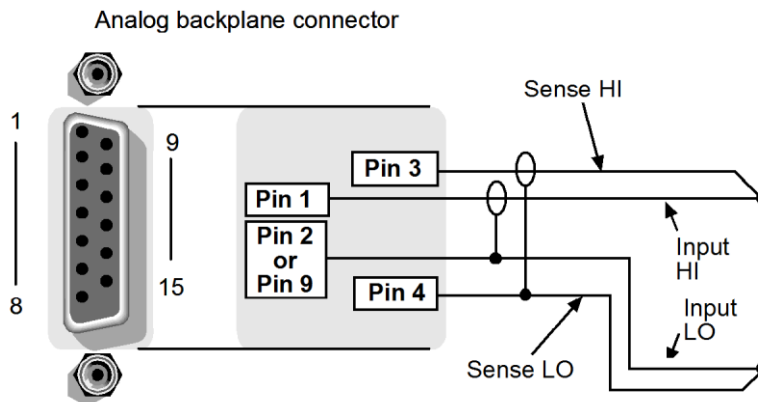 Analog backplane connector
1
8
9
15
Pin 3
Pin 1
Pin 2
or
Pin 9
Pin 4
Sense HI
Input
HI
Input
LO
Sense LO